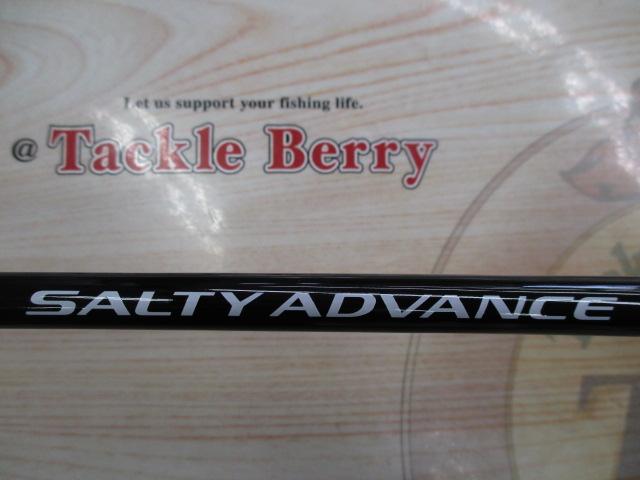 Let us support your fishing life.
@ Tackle Berry
SALTY ADVANCE